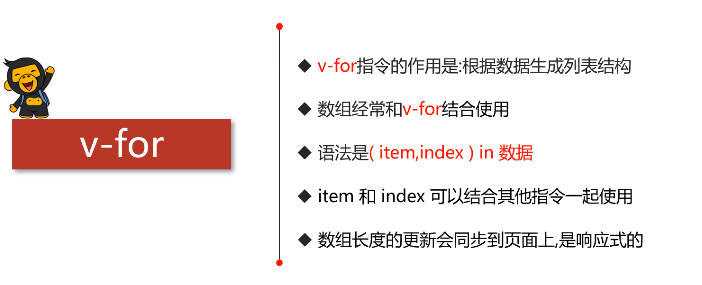 v-for
v-for指令的作用是:根据数据生成列表结构
数组经常和v-for结合使用
语法是( item,index ) in 数据
item 和 index 可以结合其他指令一起使用
数组长度的更新会同步到页面上,是响应式的